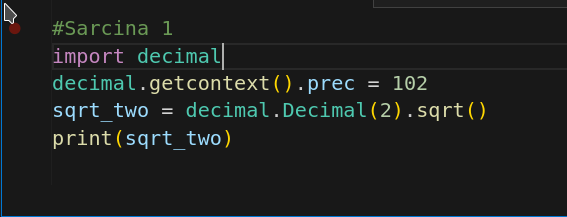 #Sarcina 1
import decimal
decimal.getcontext().prec = 102
sqrt_two = decimal.Decimal(2).sqrt()
print(sqrt_two)